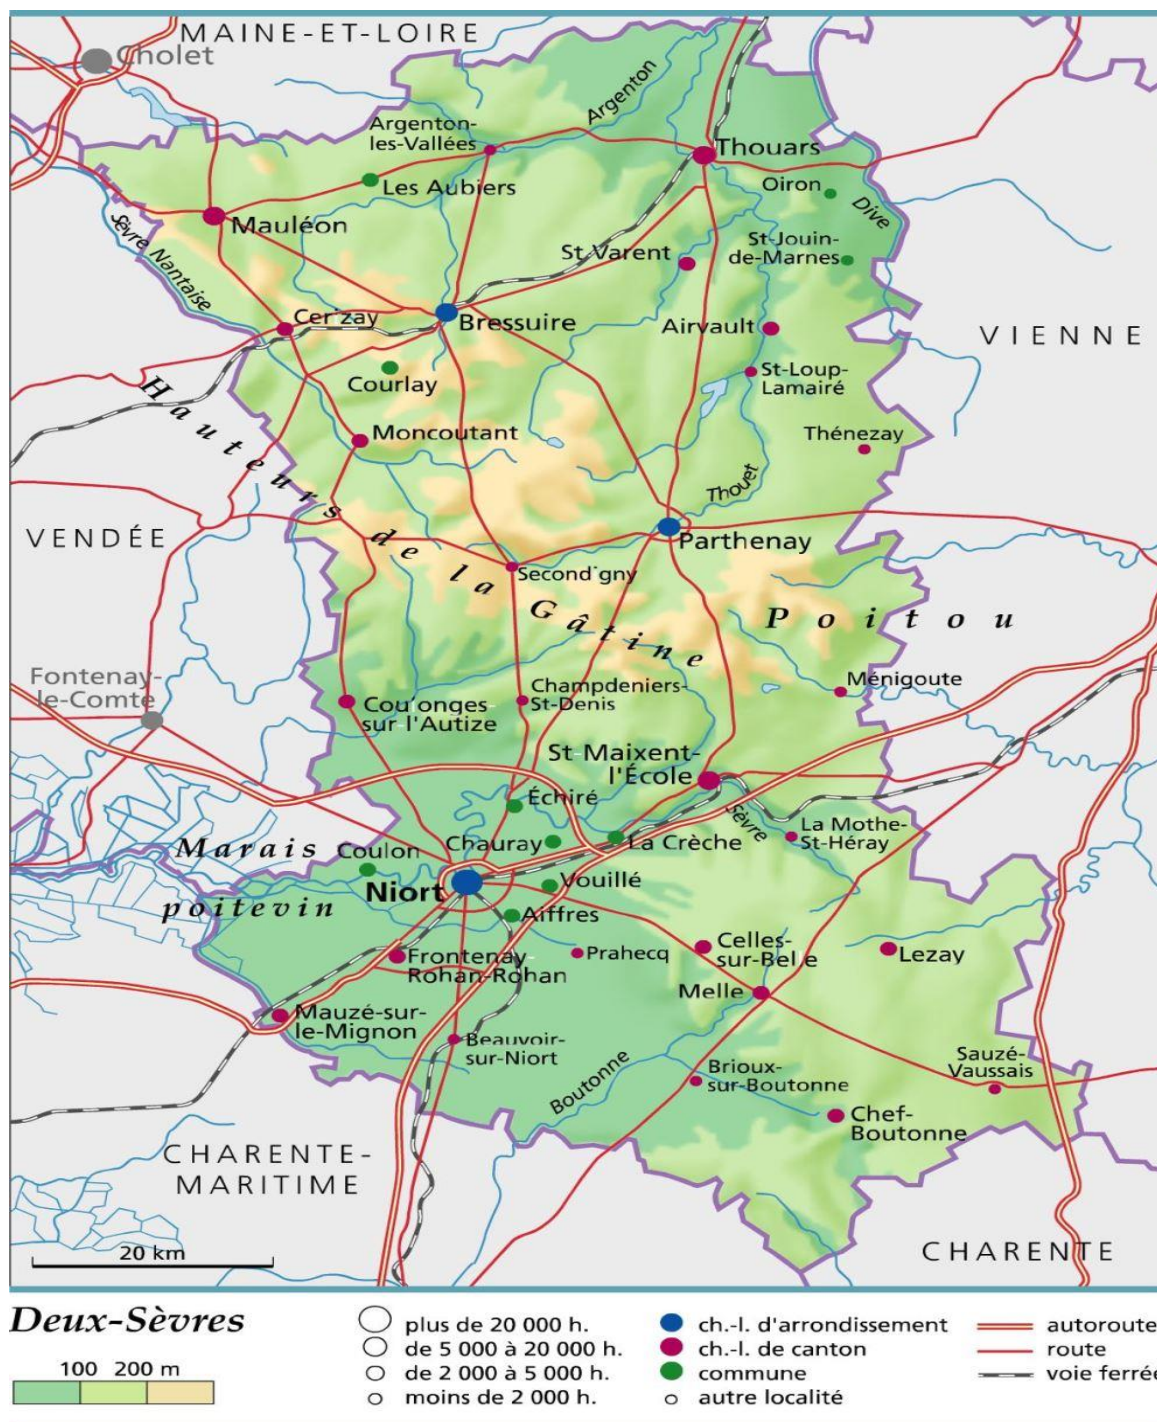 MAINE-ET-LOIRE
Cholet
Argenton
Argenton-
les-Vallées
Thouars
Les Aubiers
Oiron
Dive
Mauléon
Sèvre Nantaise
St-Varent
St-Jouin-
de-Marnes
Cerizay
Bressuire
Airvault
VIENNE
Courlay
St-Loup-
Lamairé
Hauteurs de la Gâtine
Moncoutant
Thénezay
Thouet
VENDÉE
Parthenay
Secondigny
Poitou
Fontenay-
le-Comte
Ménigoute
Coulonges-
sur-l'Autize
Champdeniers-
St-Denis
St-Maixent-
l'École
Échiré
Sèvre
Marais
poitevin
Coulon
Chauray
La Crèche
La Mothe-
St-Héray
Niort
Vouillé
Aiffres
Frontenay-
Rohan-Rohan
Prahecq
Celles-
sur-Belle
Lezay
Melle
Mauzé-sur-
le-Mignon
Beauvoir-
sur-Niort
Boutonne
Brioux-
sur-Boutonne
Sauzé-
Vaussais
Chef-
Boutonne
CHARENTE-
MARITIME
CHARENTE
20 km
Deux-Sèvres
100 200 m
plus de 20 000 h.
de 5 000 à 20 000 h.
de 2 000 à 5 000 h.
moins de 2 000 h.
ch.-l. d'arrondissement
ch.-l. de canton
commune
autre localité
autoroute
route
voie ferrée